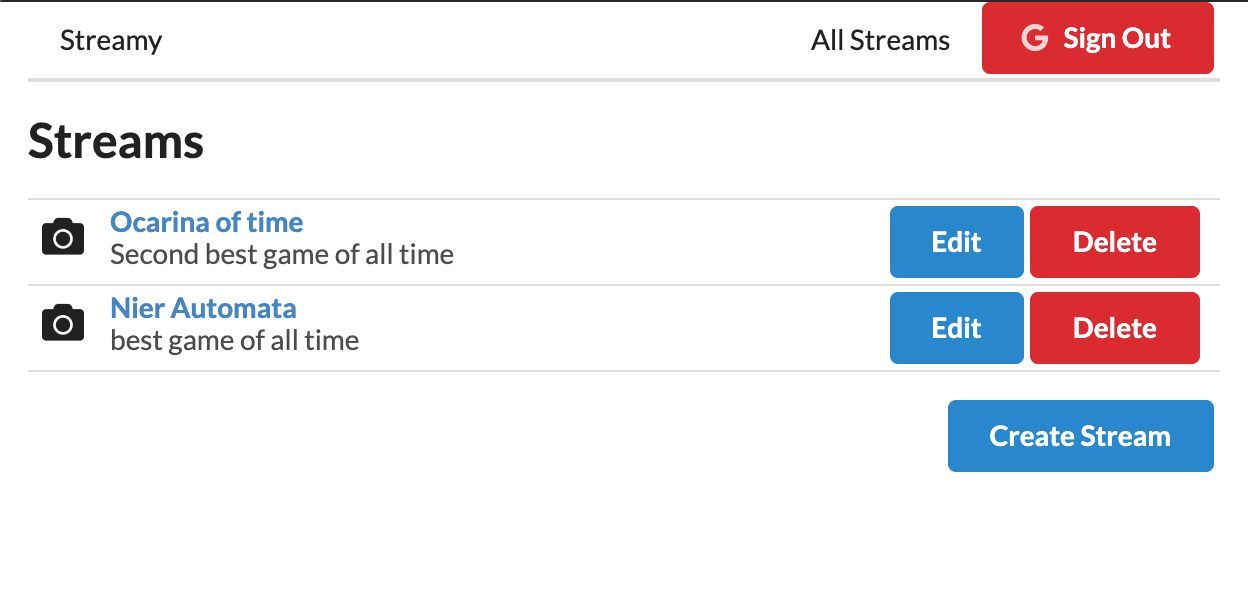 Streamy All Streams G Sign Out
Streams
Ocarina of time
Second best game of all time
Edit Delete
Nier Automata
best game of all time
Edit Delete
Create Stream